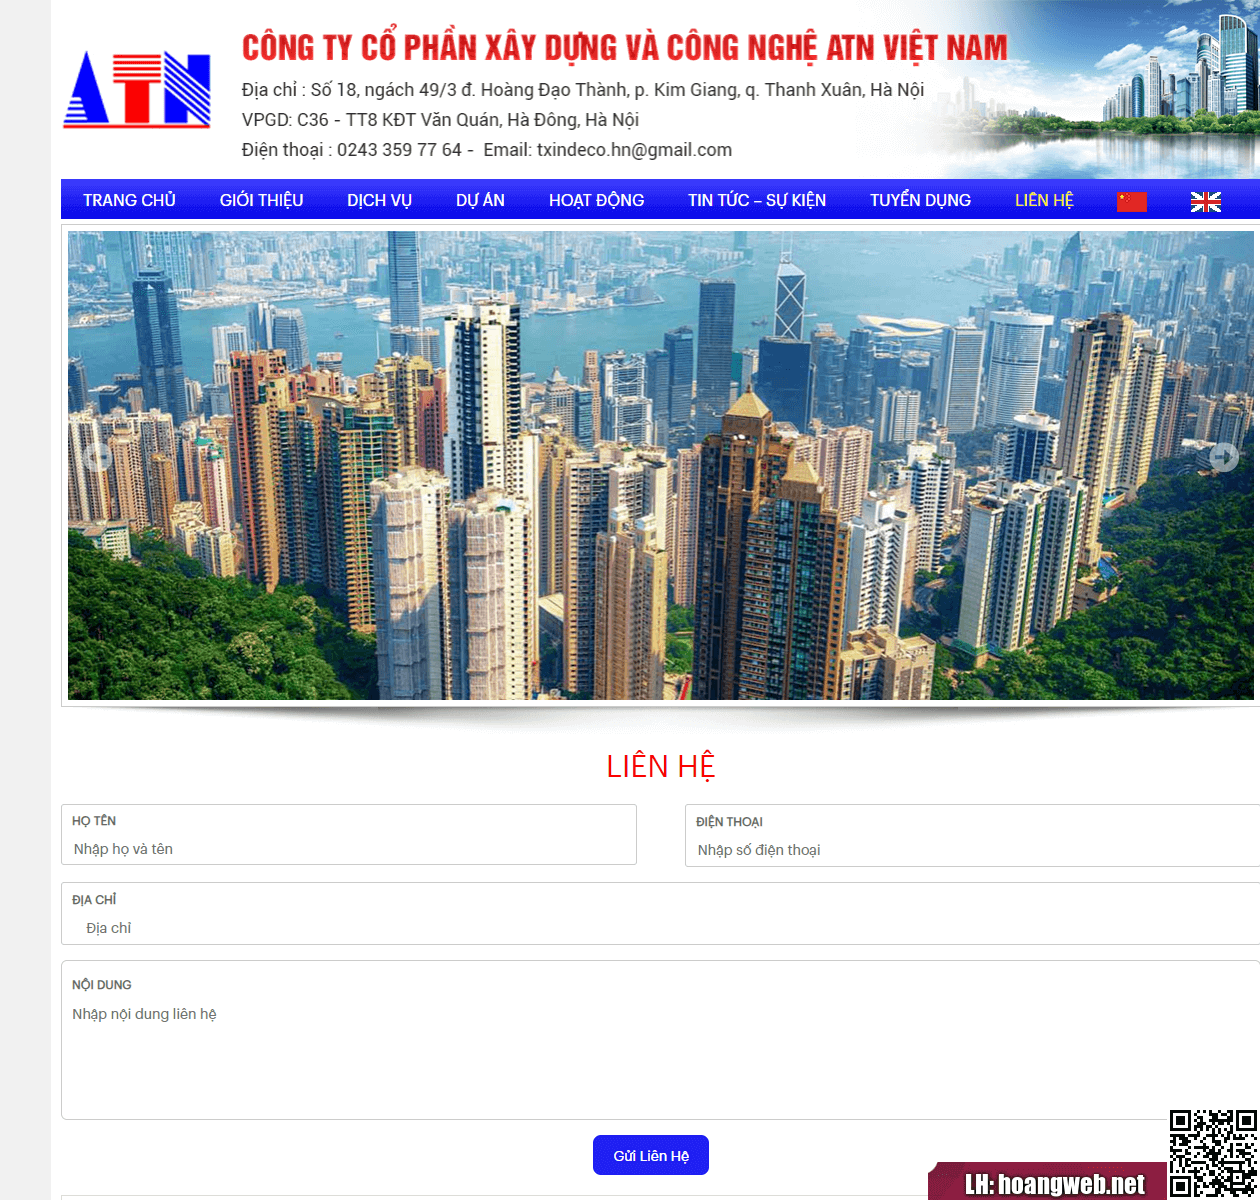 ATN
CÔNG TY CỔ PHẦN XÂY DỰNG VÀ CÔNG NGHỆ ATN VIỆT NAM
Địa chỉ : Số 18, ngách 49/3 đ. Hoàng Đạo Thành, p. Kim Giang, q. Thanh Xuân, Hà Nội
VPGD: C36 - TT8 KĐT Văn Quán, Hà Đông, Hà Nội
Điện thoại : 0243 359 77 64 - Email: txindeco.hn@gmail.com
TRANG CHỦ GIỚI THIỆU DỊCH VỤ DỰ ÁN HOẠT ĐỘNG TIN TỨC – SỰ KIỆN TUYỂN DỤNG LIÊN HỆ
LIÊN HỆ
HỌ TÊN
Nhập họ và tên
ĐIỆN THOẠI
Nhập số điện thoại
ĐỊA CHỈ
Địa chỉ
NỘI DUNG
Nhập nội dung liên hệ
Gửi Liên Hệ
LH: hoangweb.net